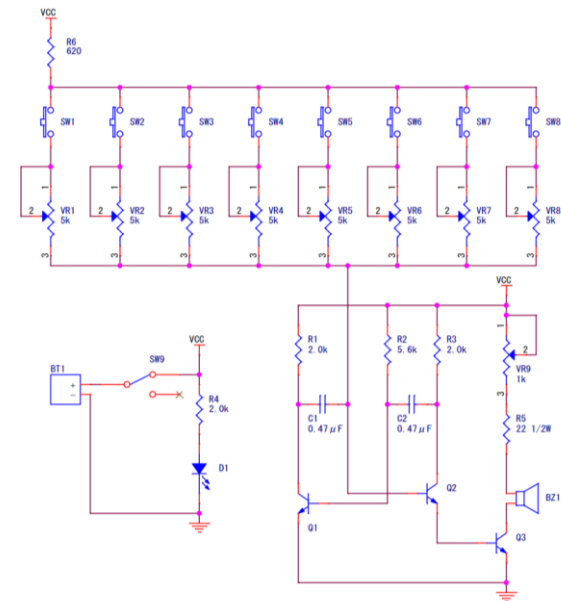 VCC
R6
620
SW1
SW2
SW3
SW4
SW5
SW6
SW7
SW8
1
1
1
1
1
1
1
1
2
VR1
5k
2
VR2
5k
2
VR3
5k
2
VR4
5k
2
VR5
5k
2
VR6
5k
2
VR7
5k
2
VR8
5k
3
3
3
3
3
3
3
3
VCC
R1
2.0k
R2
5.6k
R3
2.0k
1
2
VR9
1k
3
C1
0.47μF
C2
0.47μF
R5
22 1/2W
VCC
SW9
BT1
+
-
R4
2.0k
D1
Q1
Q2
Q3
BZ1